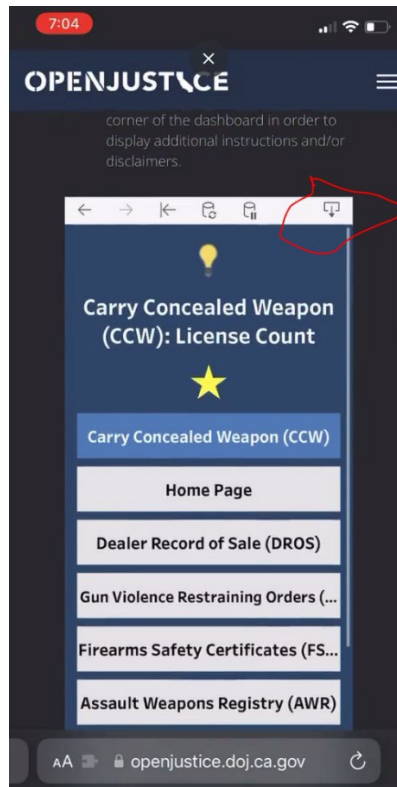 7:04
OPENJUSTICE
corner of the dashboard in order to
display additional instructions and/or
disclaimers.
Carry Concealed Weapon
(CCW): License Count
Carry Concealed Weapon (CCW)
Home Page
Dealer Record of Sale (DROS)
Gun Violence Restraining Orders (...
Firearms Safety Certificates (FS...
Assault Weapons Registry (AWR)
AA openjustice.doj.ca.gov